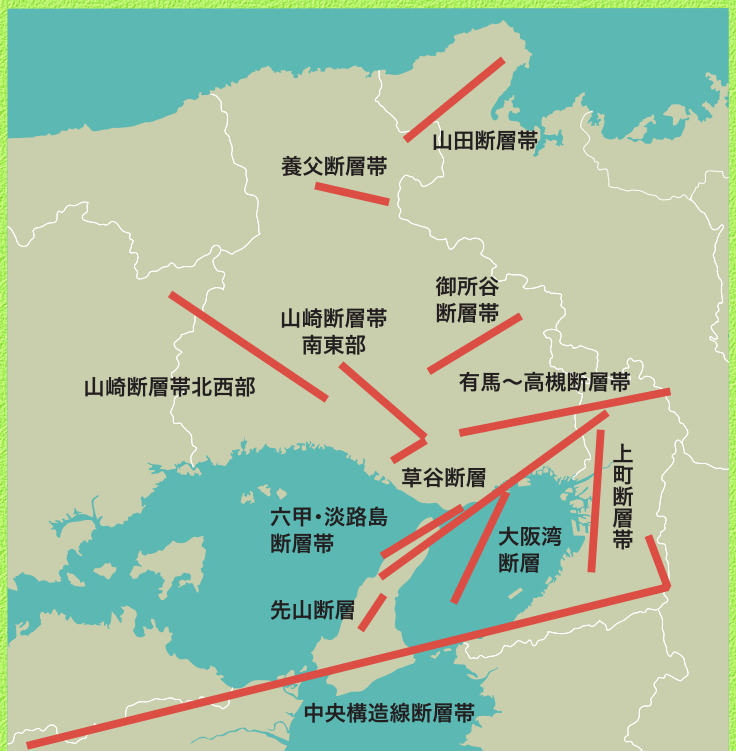 山田断層帯
養父断層帯
御所谷
断層帯
山崎断層帯
南東部
山崎断層帯北西部
有馬～高槻断層帯
上町断層帯
草谷断層
六甲・淡路島
断層帯
大阪湾
断層
先山断層
中央構造線断層帯